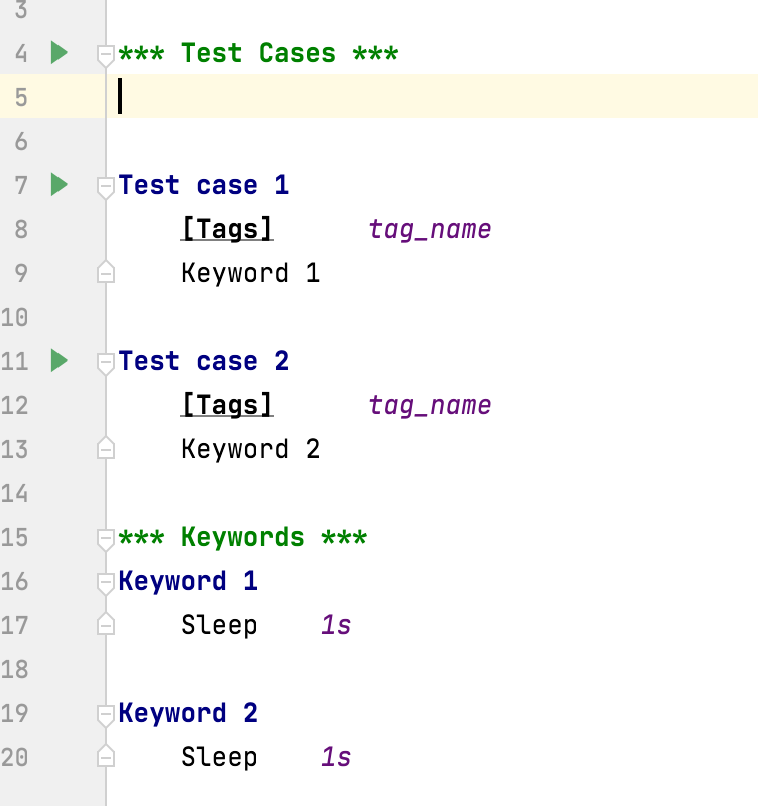 3
4 *** Test Cases ***
5
6
7 Test case 1
8 [Tags] tag_name
9 Keyword 1
10
11 Test case 2
12 [Tags] tag_name
13 Keyword 2
14
15 *** Keywords ***
16 Keyword 1
17 Sleep 1s
18
19 Keyword 2
20 Sleep 1s